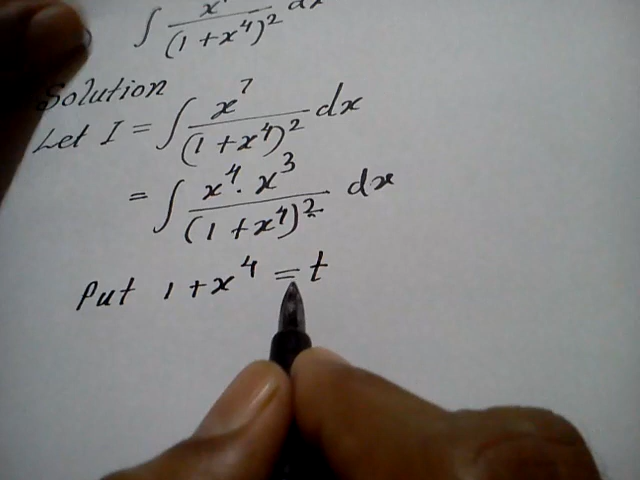 ∫ x/(1+x⁴)² dx
Solution
Let I = ∫ x⁷/(1+x⁴)² dx
= ∫ x⁴. x³/(1+x⁴)² dx
Put 1+x⁴ = t